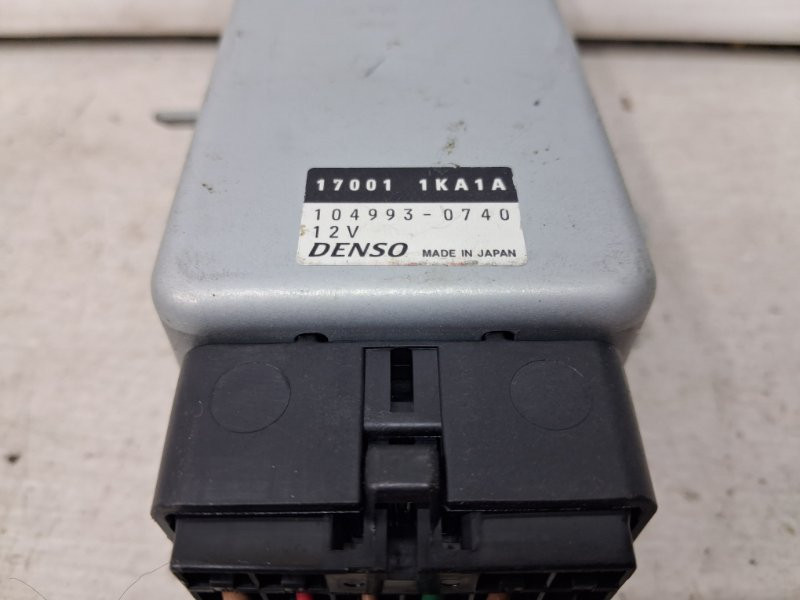 17001 1KA1A
104993-0740
12V
DENSO MADE IN JAPAN